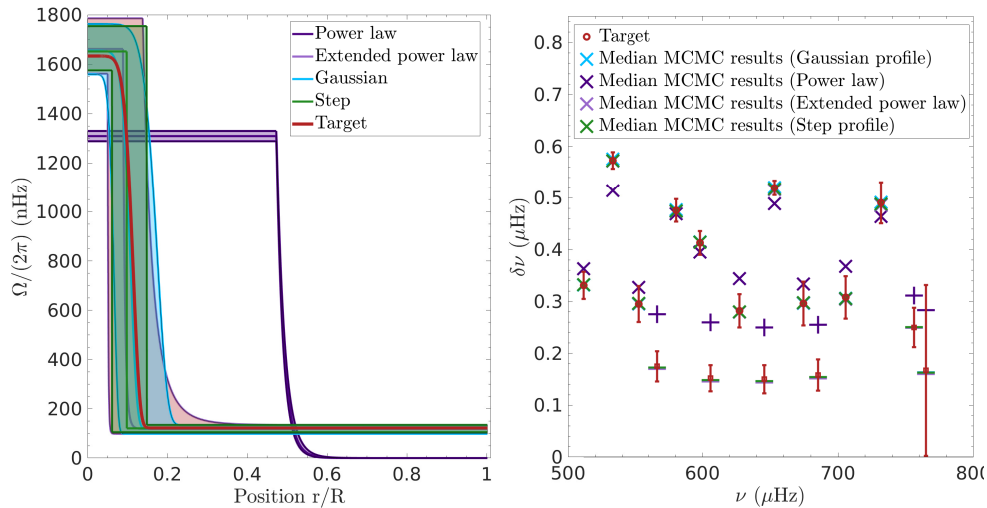 1800
1600
1400
1200
1000
800
600
400
200
0
Ω/(2π) (nHz)
Power law
Extended power law
Gaussian
Step
Target
0
0.2
0.4
0.6
0.8
1
Position r/R
0.8
0.7
0.6
0.5
0.4
0.3
0.2
0.1
0
δν (μHz)
Target
Median MCMC results (Gaussian profile)
Median MCMC results (Power law)
Median MCMC results (Extended power law)
Median MCMC results (Step profile)
500
600
700
800
ν (μHz)